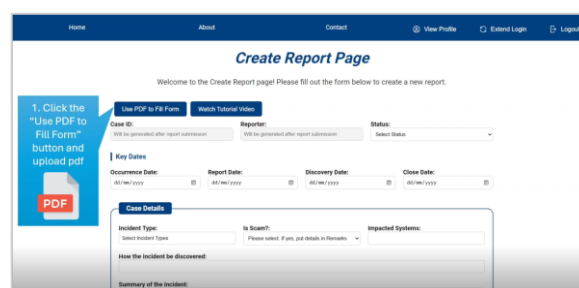 Home About Contact View Profile Extend Login Logout
Create Report Page
Welcome to the Create Report page! Please fill out the form below to create a new report.
1. Click the
"Use PDF to
Fill Form"
button and
upload pdf
PDF
Use PDF to Fill Form Watch Tutorial Video
Case ID: Reporter: Status:
Will be generated after report submission Will be generated after report submission Select Status
Key Dates
Occurrence Date: Report Date: Discovery Date: Close Date:
dd/mm/yyyy dd/mm/yyyy dd/mm/yyyy dd/mm/yyyy
Case Details
Incident Type: Is Scam?: Impacted Systems:
Select Incident Types Please select. If yes, put details in Remarks
How the incident be discovered:
Summary of the incident: